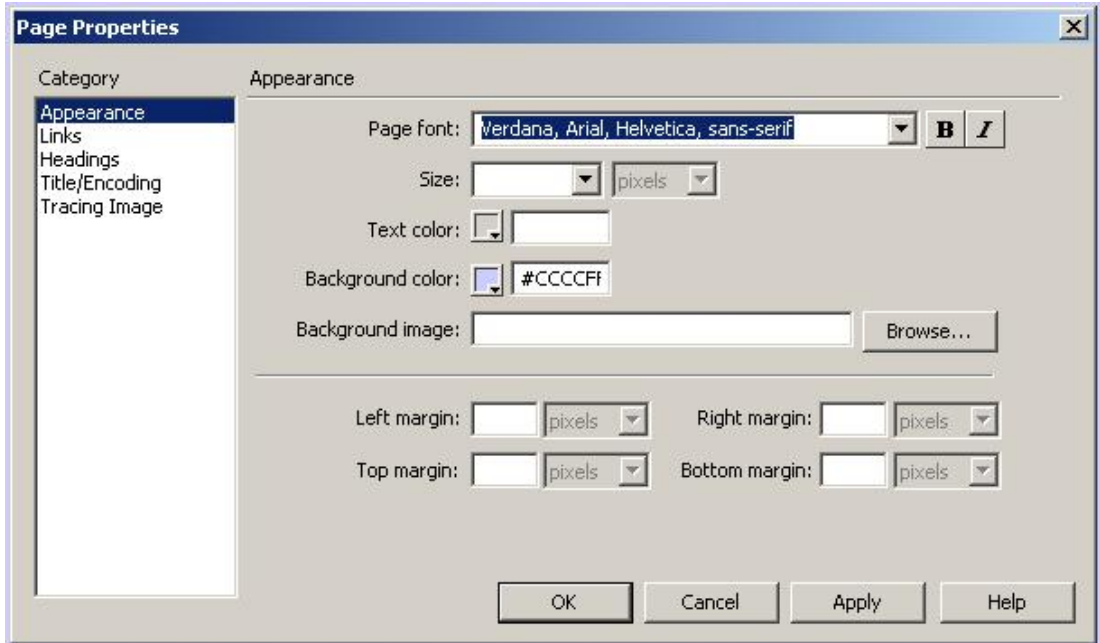 Page Properties
Category
Appearance
Links
Headings
Title/Encoding
Tracing Image
Appearance
Page font: Verdana, Arial, Helvetica, sans-serif B I
Size: pixels
Text color:
Background color: #CCCCFF
Background image: Browse...
Left margin: pixels Right margin: pixels
Top margin: pixels Bottom margin: pixels
OK Cancel Apply Help